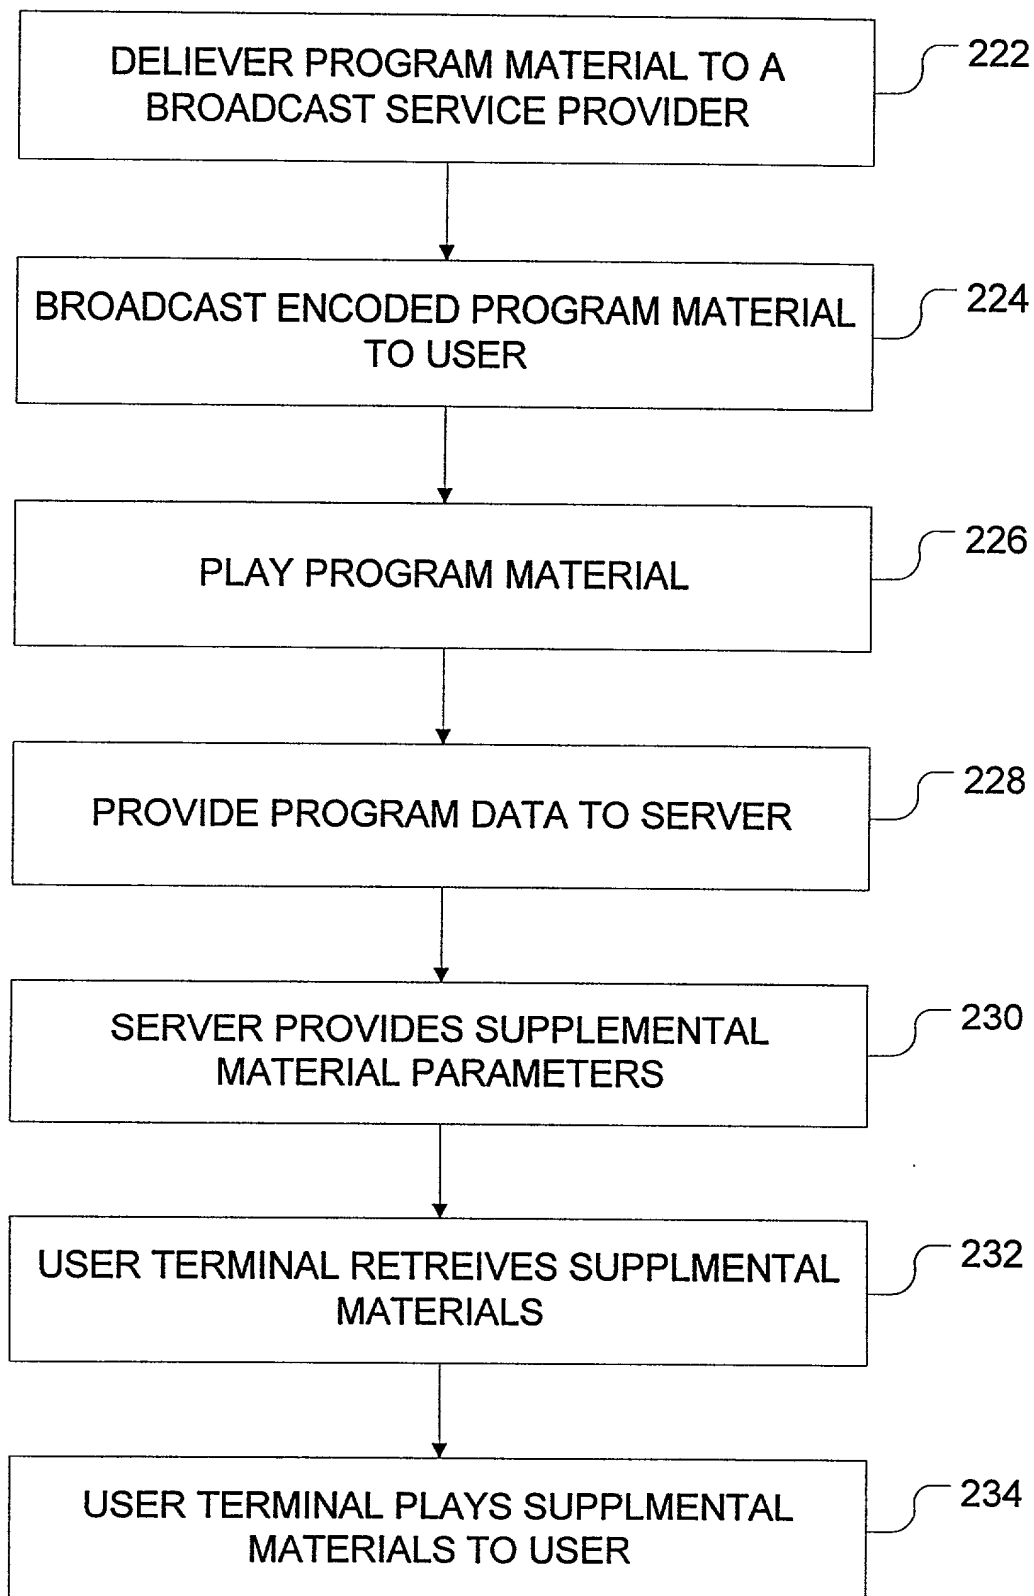 DELIEVER PROGRAM MATERIAL TO A
BROADCAST SERVICE PROVIDER
222
BROADCAST ENCODED PROGRAM MATERIAL
TO USER
224
PLAY PROGRAM MATERIAL
226
PROVIDE PROGRAM DATA TO SERVER
228
SERVER PROVIDES SUPPLEMENTAL
MATERIAL PARAMETERS
230
USER TERMINAL RETREIVES SUPPLMENTAL
MATERIALS
232
USER TERMINAL PLAYS SUPPLMENTAL
MATERIALS TO USER
234